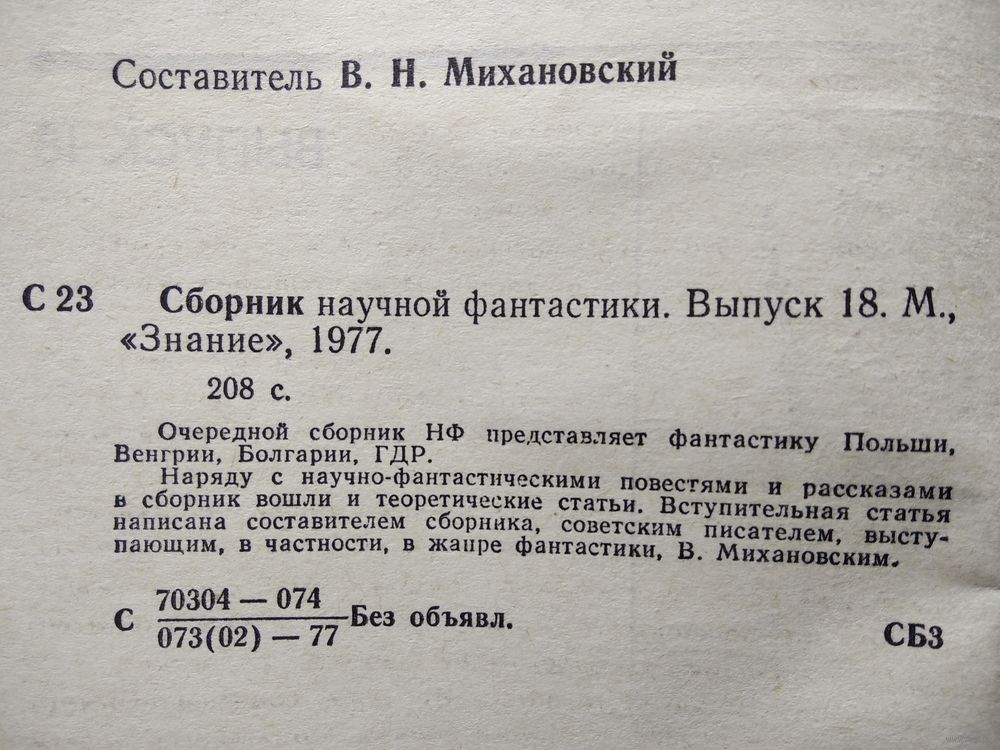 Составитель В. Н. Михановский
С 23 Сборник научной фантастики. Выпуск 18. М.,
«Знание», 1977.
208 с.
Очередной сборник НФ представляет фантастику Польши,
Венгрии, Болгарии, ГДР.
Наряду с научно-фантастическими повестями и рассказами
в сборник вошли и теоретические статьи. Вступительная статья
написана составителем сборника, советским писателем, высту-
пающим, в частности, в жанре фантастики, В. Михановским.
70304 — 074
С Без объявл.
073(02) — 77
СБЗ